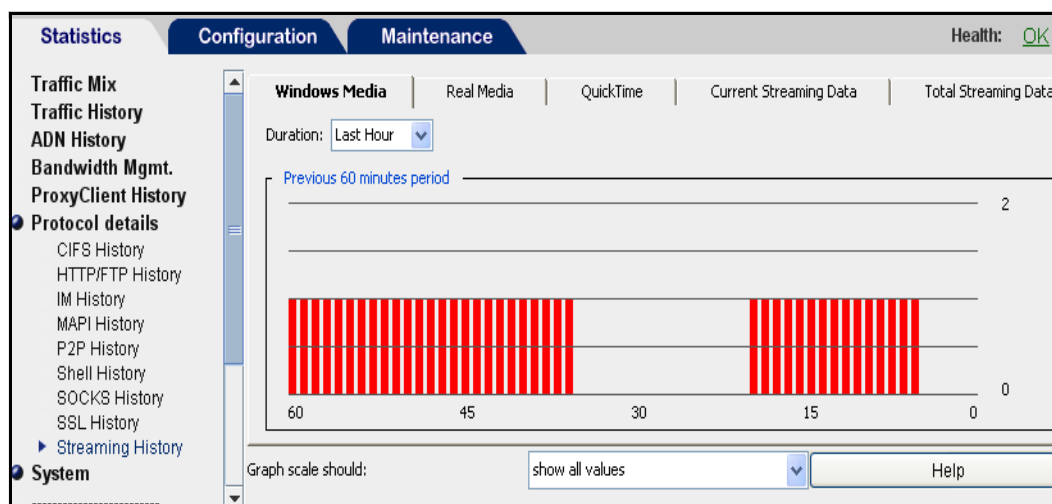 Statistics Configuration Maintenance Health: OK
Traffic Mix
Traffic History
ADN History
Bandwidth Mgmt.
ProxyClient History
Protocol details
CIFS History
HTTP/FTP History
IM History
MAPI History
P2P History
Shell History
SOCKS History
SSL History
Streaming History
System
Windows Media Real Media QuickTime Current Streaming Data Total Streaming Data
Duration: Last Hour
Previous 60 minutes period
2
0
60 45 30 15 0
Graph scale should: show all values Help